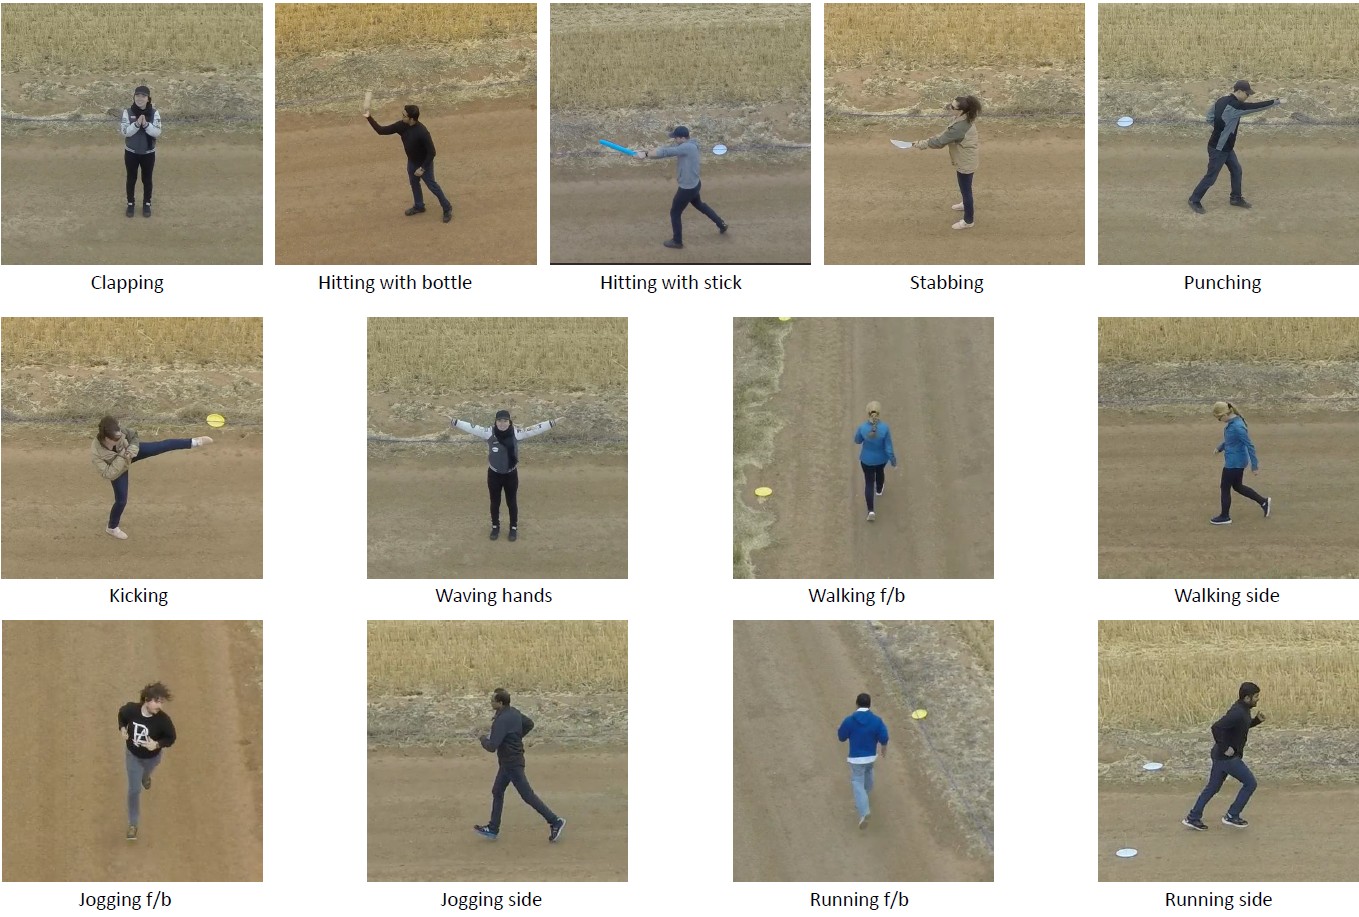 Clapping
Hitting with bottle
Hitting with stick
Stabbing
Punching
Kicking
Waving hands
Walking f/b
Walking side
Jogging f/b
Jogging side
Running f/b
Running side